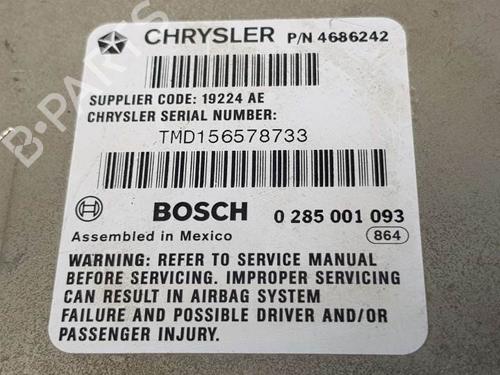 CHRYSLER P/N 4686242
SUPPLIER CODE: 19224 AE
CHRYSLER SERIAL NUMBER:
TMD156578733
BOSCH 0 285 001 093
Assembled in Mexico 864
WARNING: REFER TO SERVICE MANUAL
BEFORE SERVICING. IMPROPER SERVICING
CAN RESULT IN AIRBAG SYSTEM
FAILURE AND POSSIBLE DRIVER AND/OR
PASSENGER INJURY.
B-PARTS